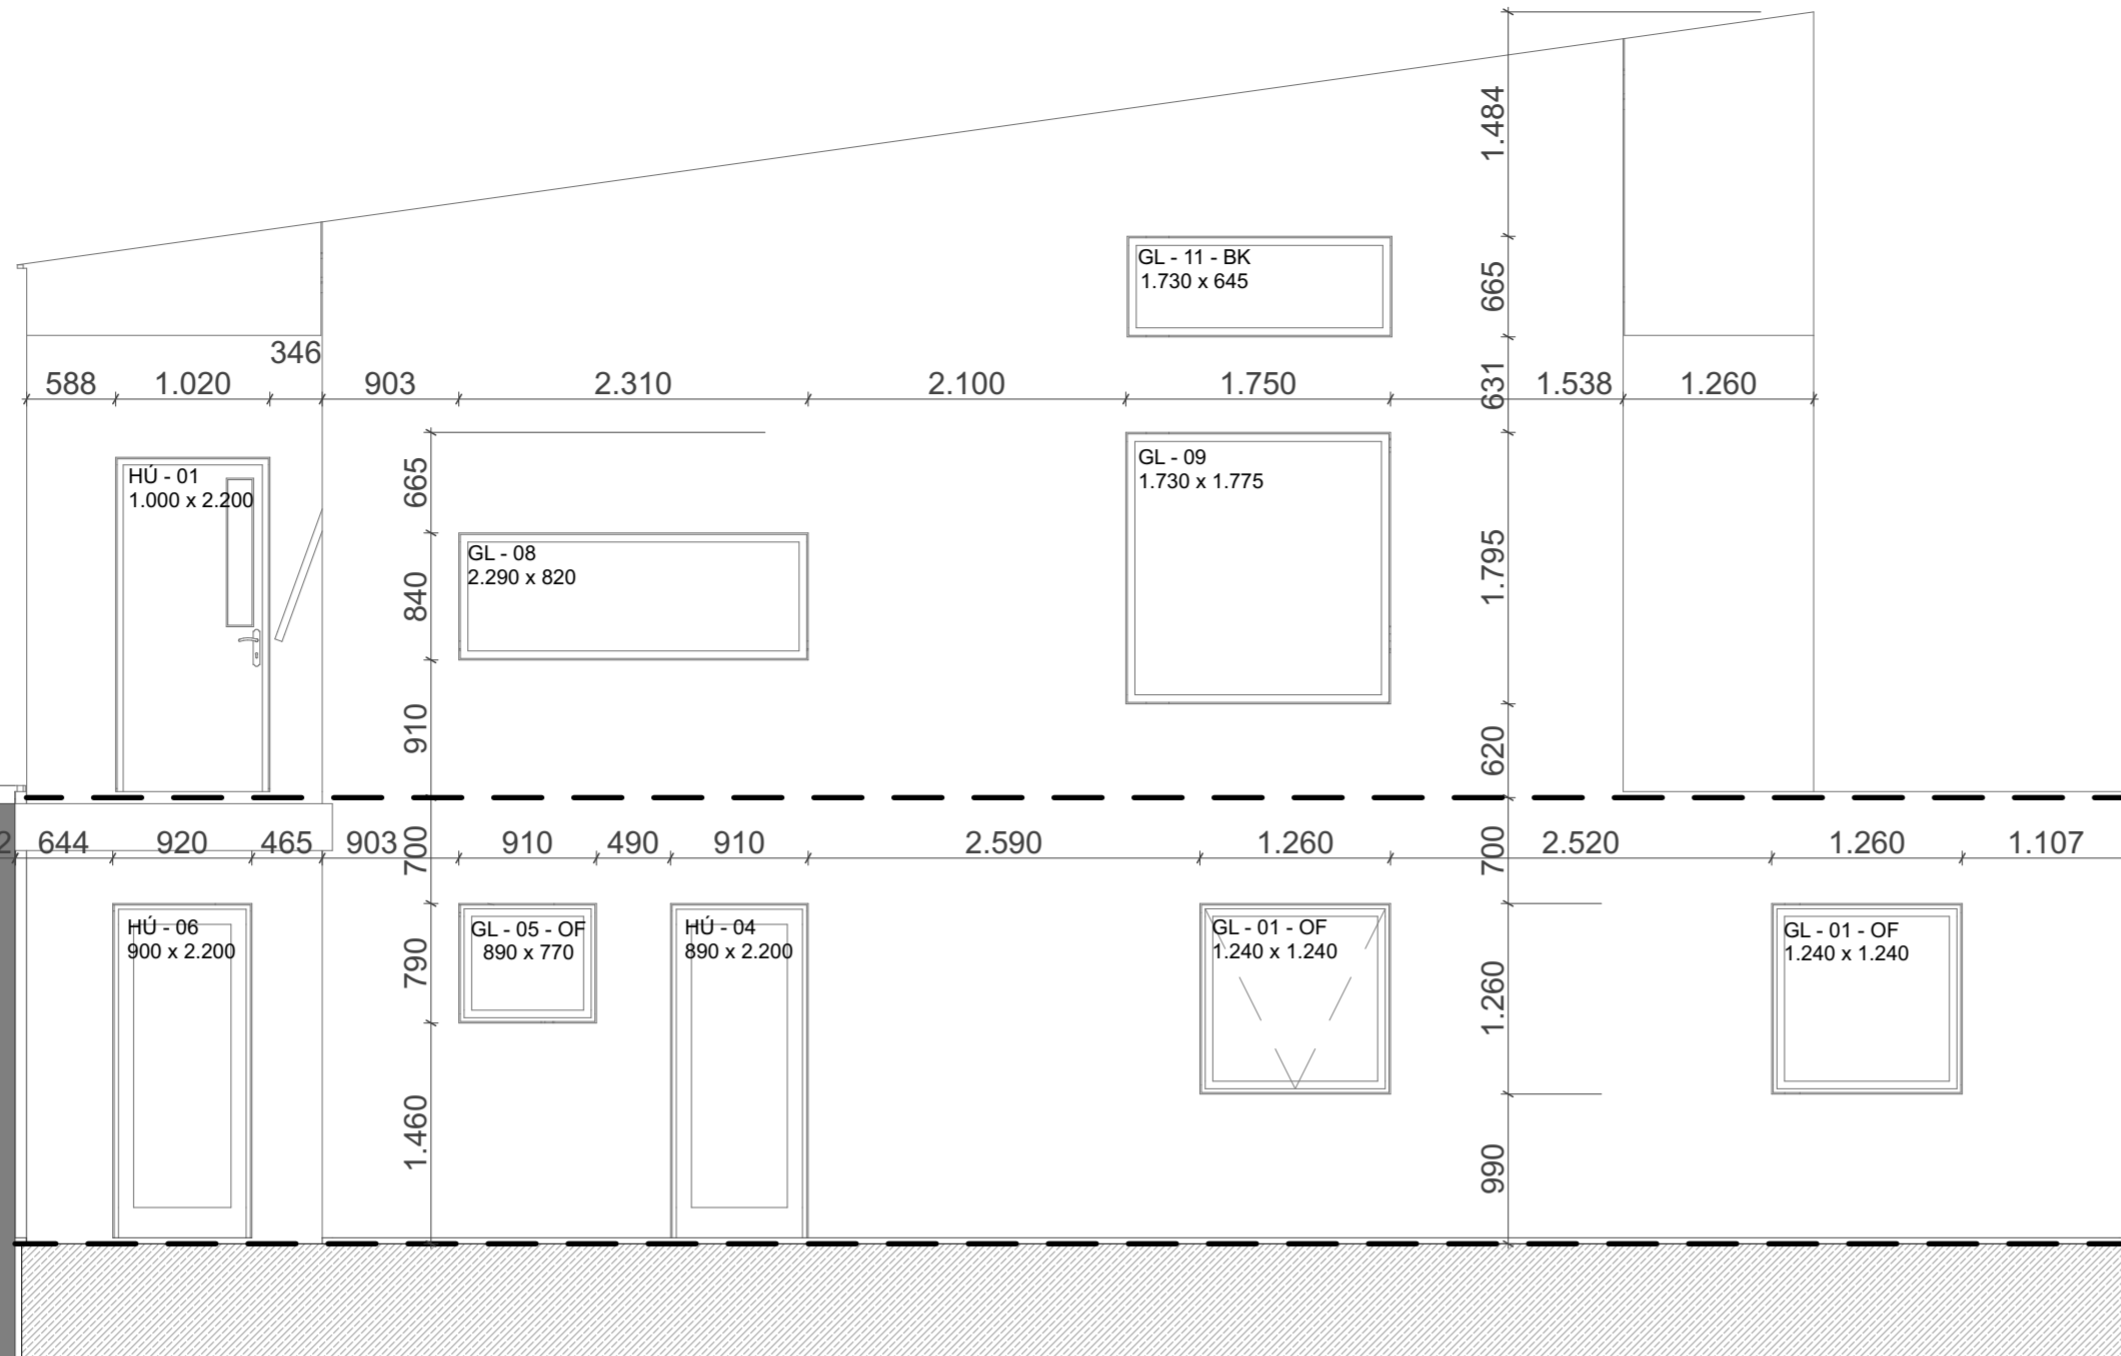 1.484
GL - 11 - BK
1.730 x 645
665
346
588 1.020 903 2.310 2.100 1.750 631 1.538 1.260
HÚ - 01
1.000 x 2.200
665
GL - 09
1.730 x 1.775
GL - 08
2.290 x 820
840
1.795
910
620
2 644 920 465 903 700 910 490 910 2.590 1.260 700 2.520 1.260 1.107
HÚ - 06
900 x 2.200
790
GL - 05 - OF
890 x 770
HÚ - 04
890 x 2.200
GL - 01 - OF
1.240 x 1.240
1.260
GL - 01 - OF
1.240 x 1.240
1.460
990